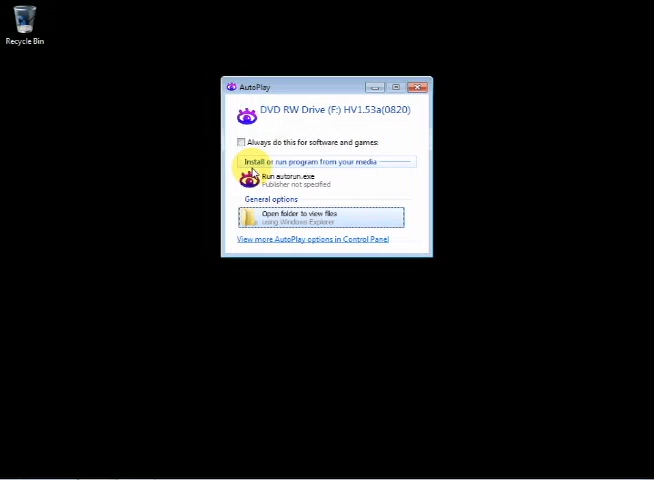 Recycle Bin
AutoPlay
DVD RW Drive (F:) HV1.53a(0820)
Always do this for software and games:
Install or run program from your media
Run autorun.exe
Publisher not specified
General options
Open folder to view files
using Windows Explorer
View more AutoPlay options in Control Panel